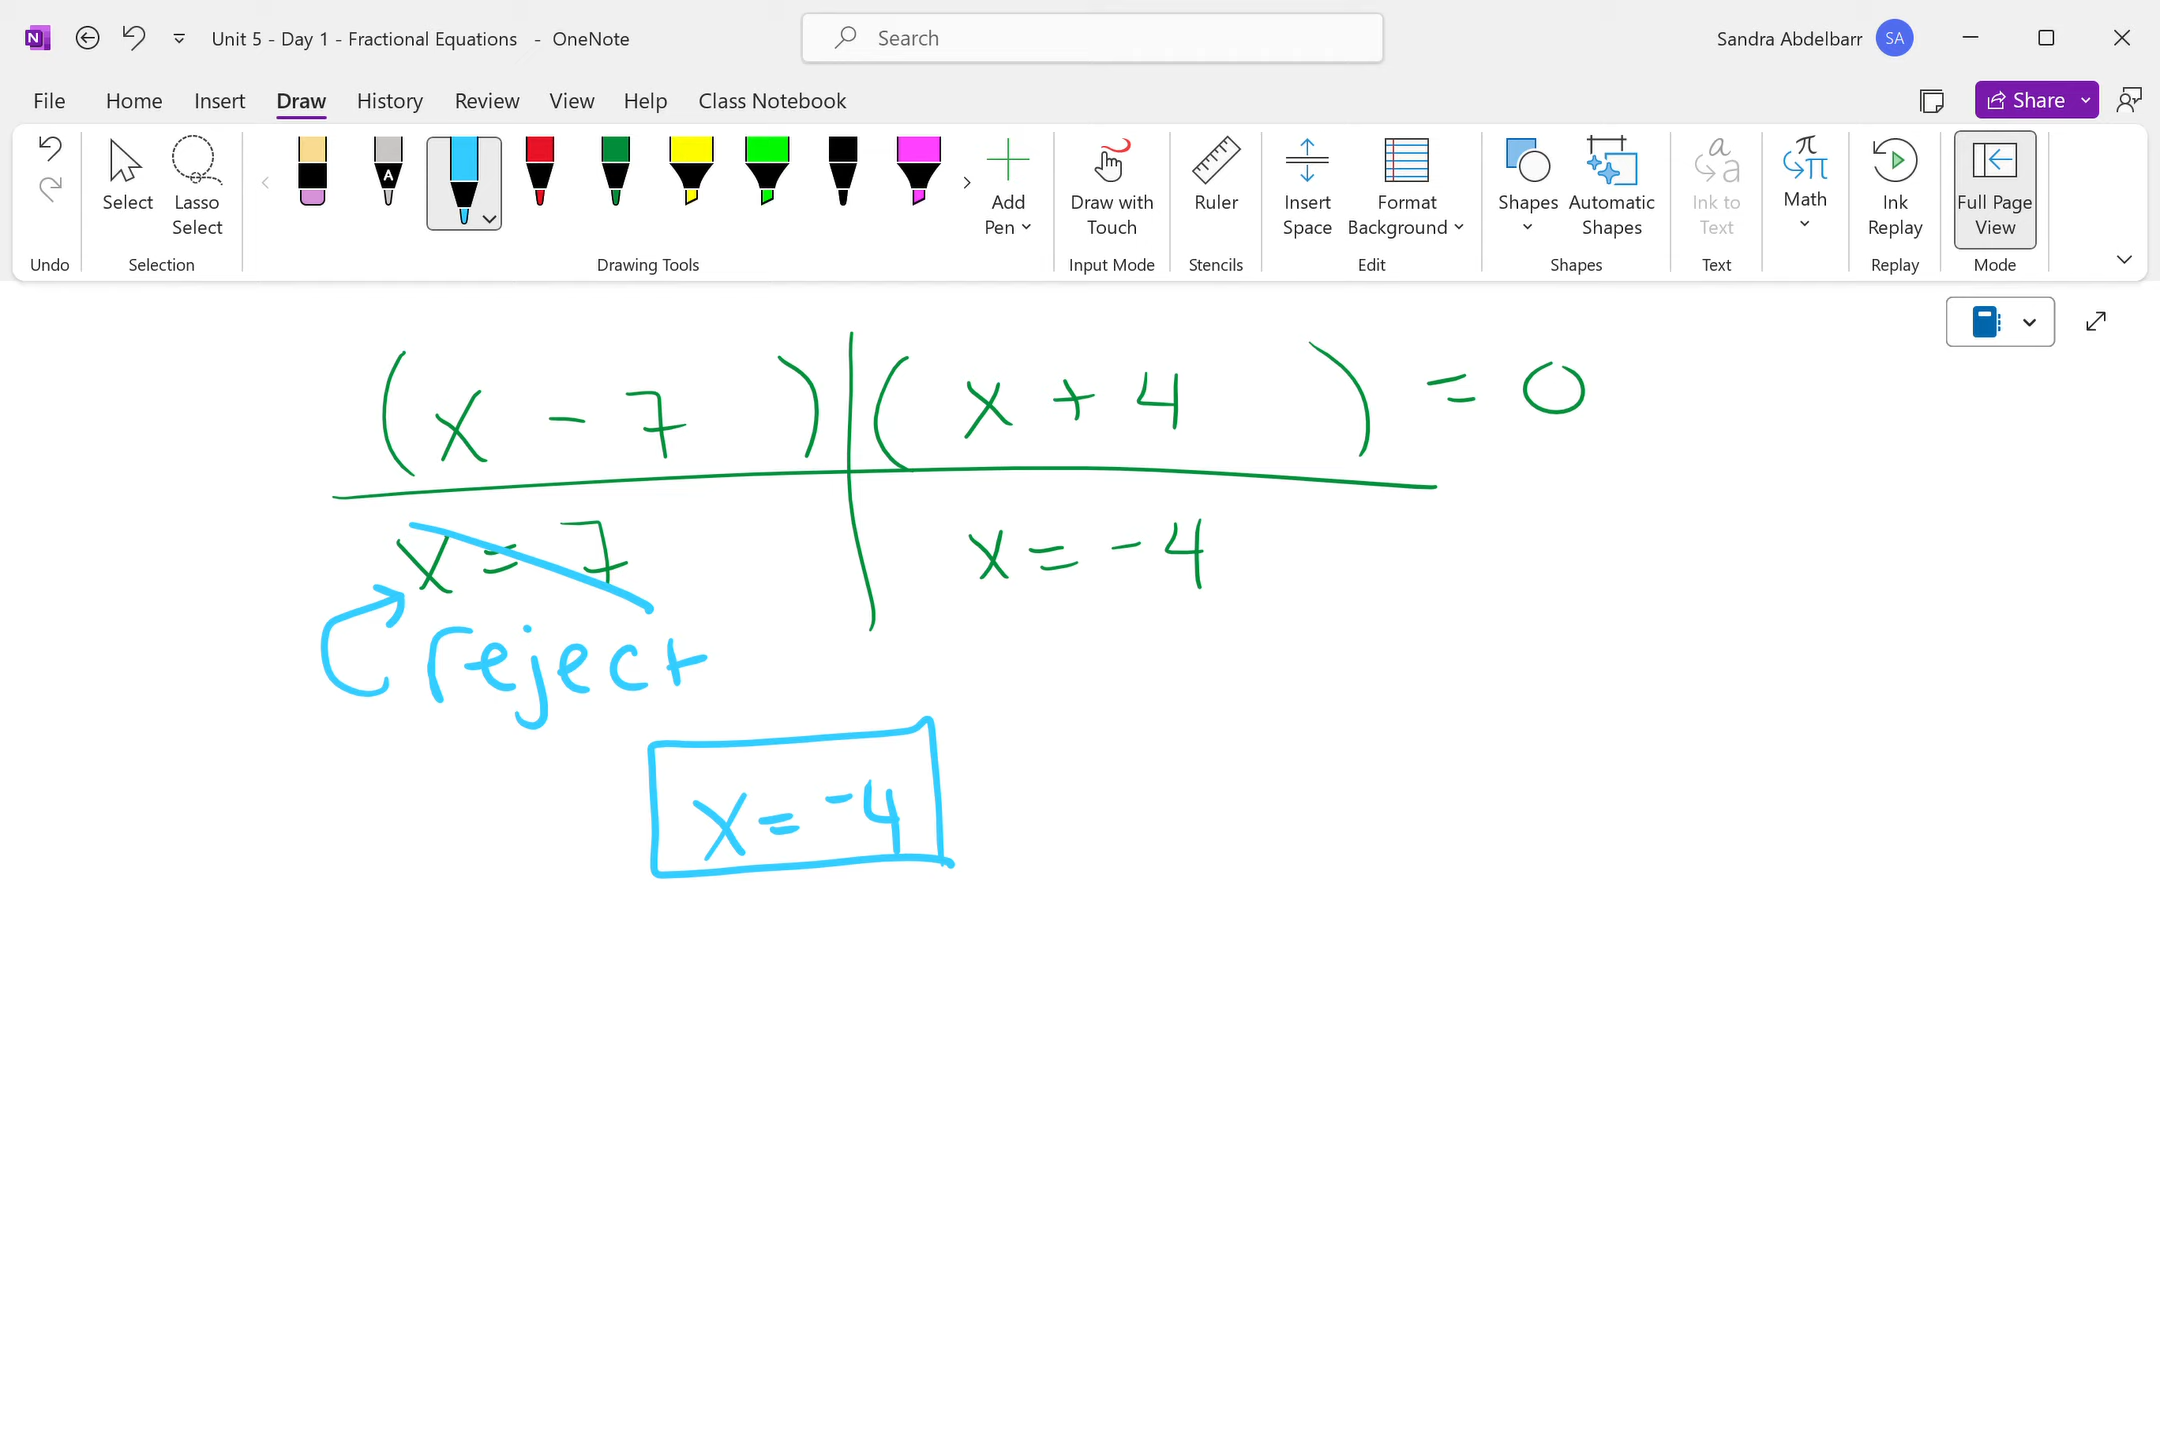 Unit 5 - Day 1 - Fractional Equations - OneNote
Search
Sandra Abdelbarr SA
File Home Insert Draw History Review View Help Class Notebook
Share
Select
Lasso Select
A
Add Pen
Draw with Touch
Ruler
Insert Space
Format Background
Shapes
Automatic Shapes
Ink to Text
Math
Ink Replay
Full Page View
Undo Selection Drawing Tools Input Mode Stencils Edit Shapes Text Replay Mode
(x - 7) (x + 4) = 0
x = 7 x = -4
reject
x = -4